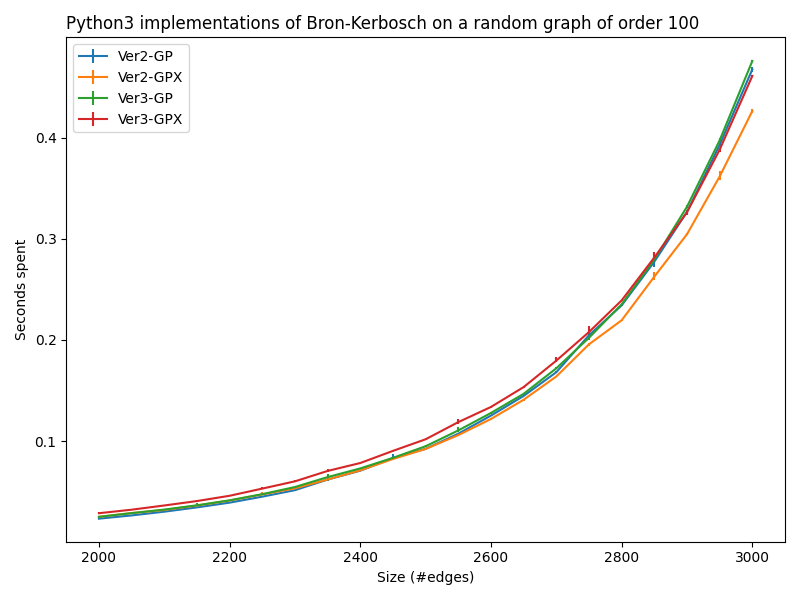 Python3 implementations of Bron-Kerbosch on a random graph of order 100
Ver2-GP
Ver2-GPX
Ver3-GP
Ver3-GPX
0.4
0.3
0.2
0.1
Seconds spent
2000 2200 2400 2600 2800 3000
Size (#edges)